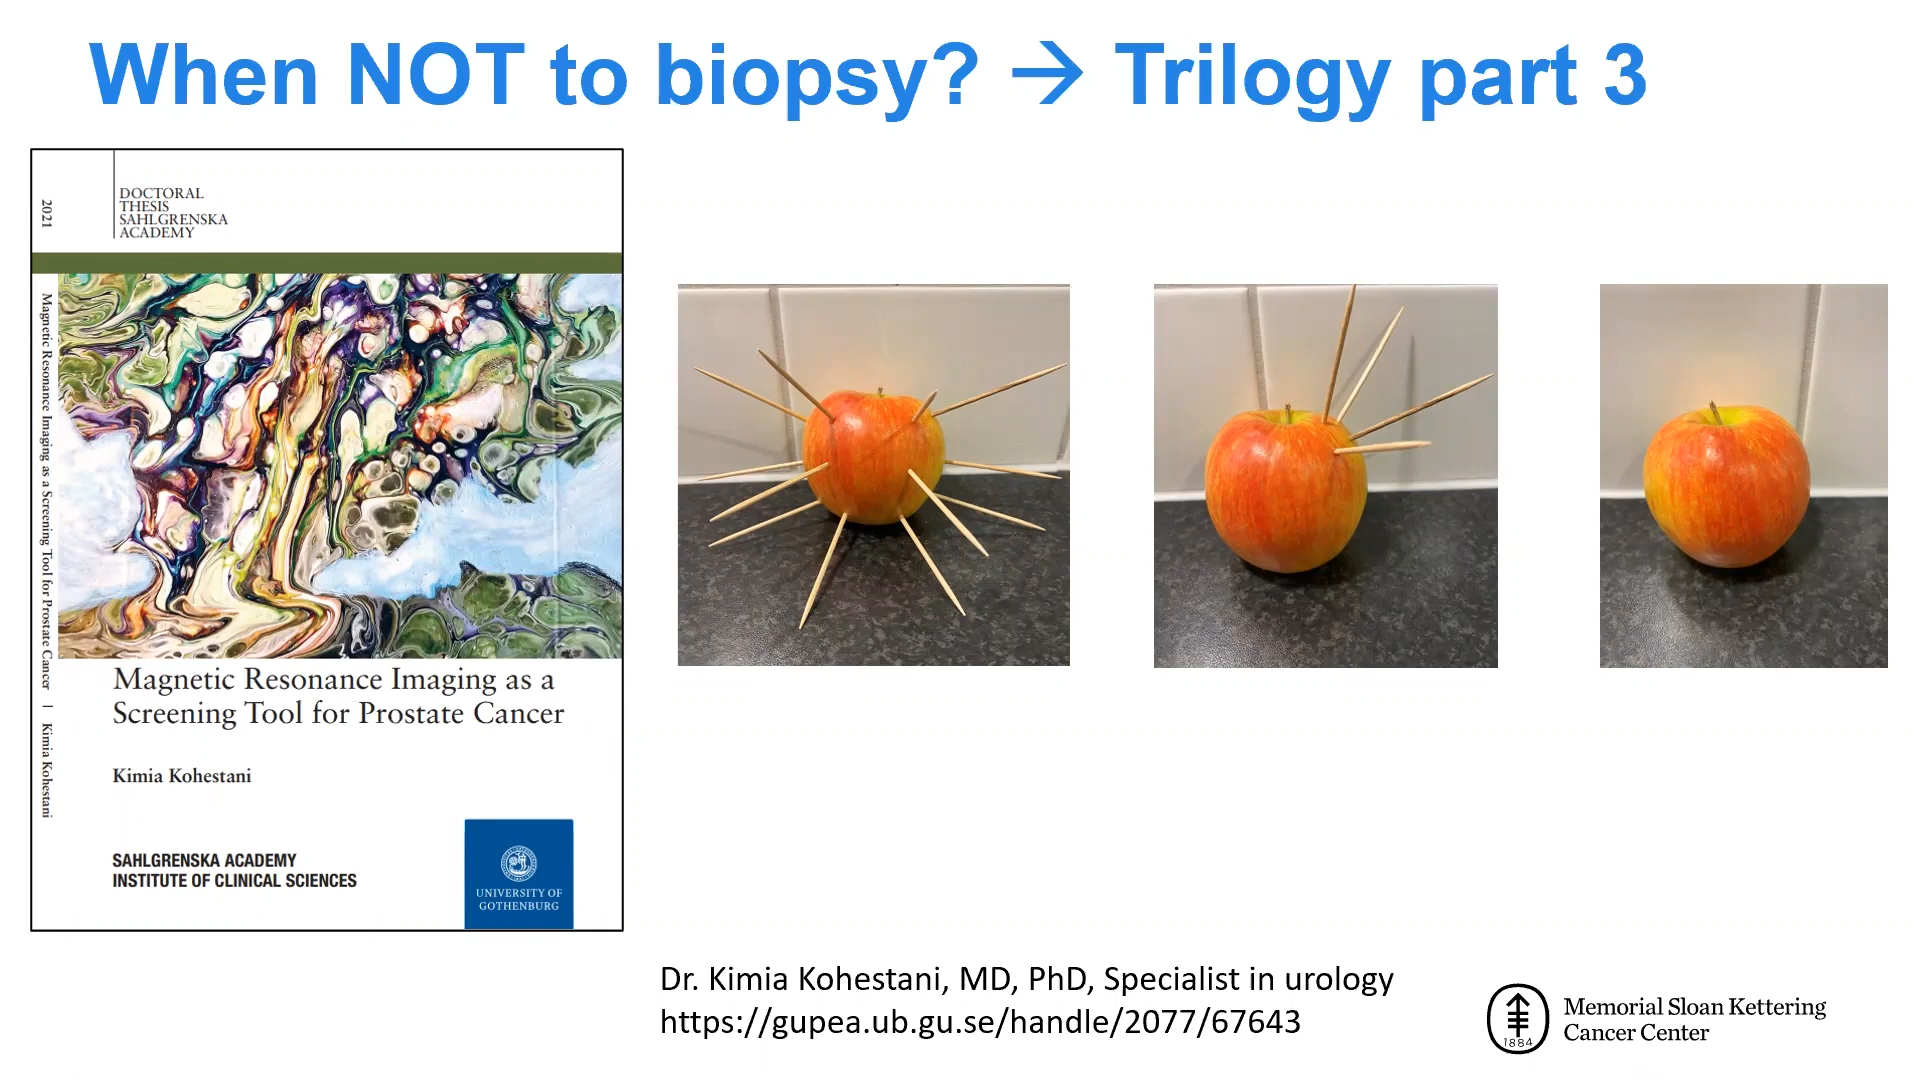 When NOT to biopsy? → Trilogy part 3
2021
DOCTORAL
THESIS
SAHLGRENSKA
ACADEMY
Magnetic Resonance Imaging as a Screening Tool for Prostate Cancer | Kimia Kohestani
Magnetic Resonance Imaging as a
Screening Tool for Prostate Cancer
Kimia Kohestani
SAHLGRENSKA ACADEMY
INSTITUTE OF CLINICAL SCIENCES
UNIVERSITY OF
GOTHENBURG
Dr. Kimia Kohestani, MD, PhD, Specialist in urology
https://gupea.ub.gu.se/handle/2077/67643
1884
Memorial Sloan Kettering
Cancer Center